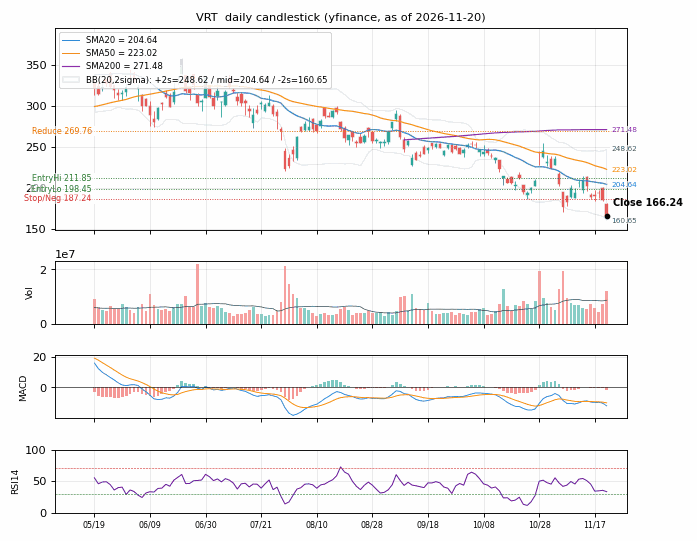 VRT  daily candlestick (yfinance, as of 2026-11-20)
SMA20 = 204.64
SMA50 = 223.02
SMA200 = 271.48
BB(20,2sigma): +2s=248.62 / mid=204.64 / -2s=160.65
350
300
250
200
150
Reduce 269.76
EntryHi 211.85
EntryLo 198.45
Stop/Neg 187.24
271.48
248.62
223.02
204.64
Close 166.24
160.65
1e7
Vol
2
0
MACD
20
0
RSI14
100
50
0
05/19
06/09
06/30
07/21
08/10
08/28
09/18
10/08
10/28
11/17